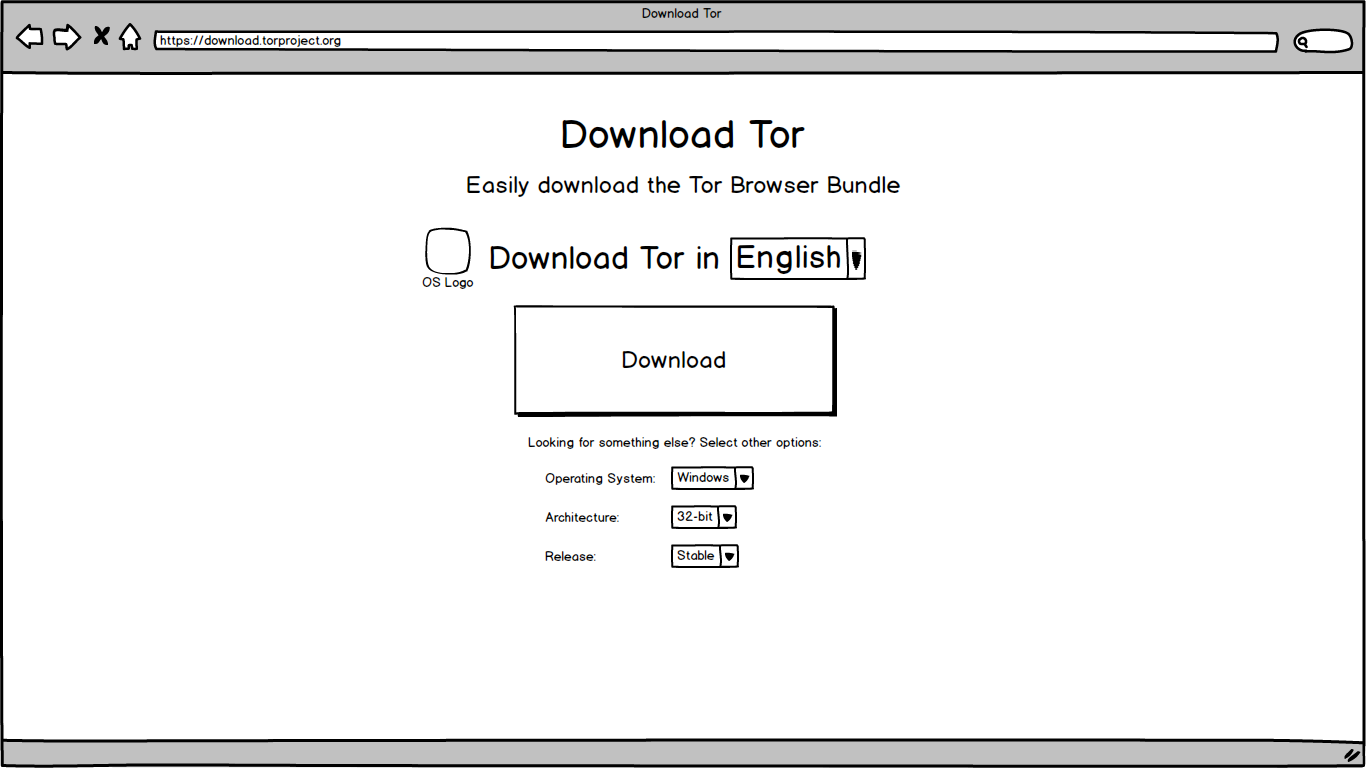 Download Tor
https://download.torproject.org
Download Tor
Easily download the Tor Browser Bundle
Download Tor in English
OS Logo
Download
Looking for something else? Select other options:
Operating System: Windows
Architecture: 32-bit
Release: Stable